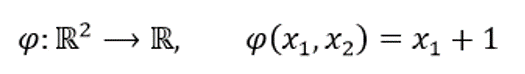 φ: ℝ² ⟶ ℝ,  φ(x₁, x₂) = x₁ + 1